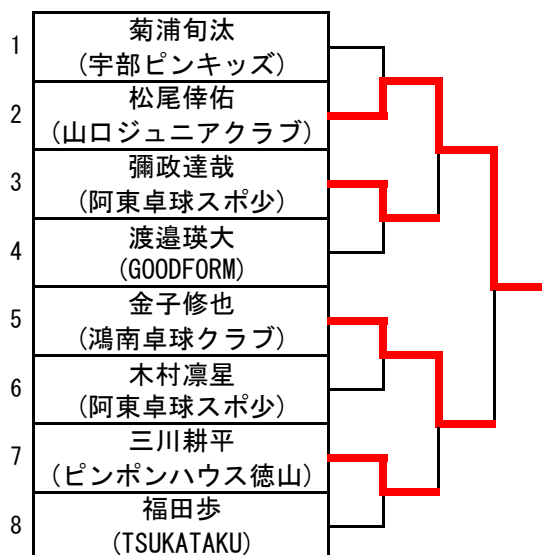 1
菊浦旬汰
(宇部ピンキッズ)
2
松尾倖佑
(山口ジュニアクラブ)
3
彌政達哉
(阿東卓球スポ少)
4
渡邉瑛大
(GOODFORM)
5
金子修也
(鴻南卓球クラブ)
6
木村凛星
(阿東卓球スポ少)
7
三川耕平
(ピンポンハウス徳山)
8
福田歩
(TSUKATAKU)